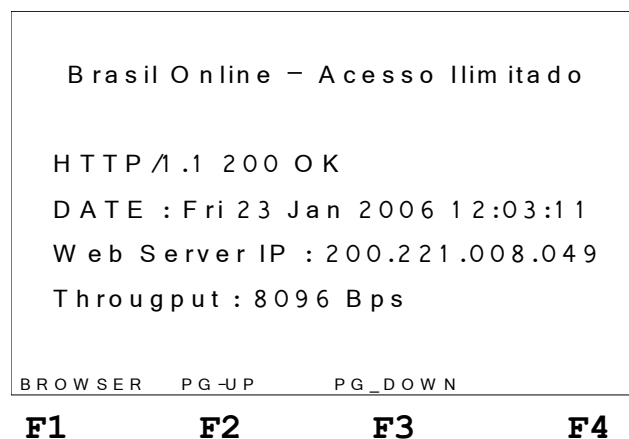 Brasil Online – Acesso Ilimitado
HTTP/1.1 200 OK
DATE : Fri 23 Jan 2006 12:03:11
Web Server IP : 200.221.008.049
Througput : 8096 Bps
BROWSER PG-UP PG_DOWN
F1 F2 F3 F4